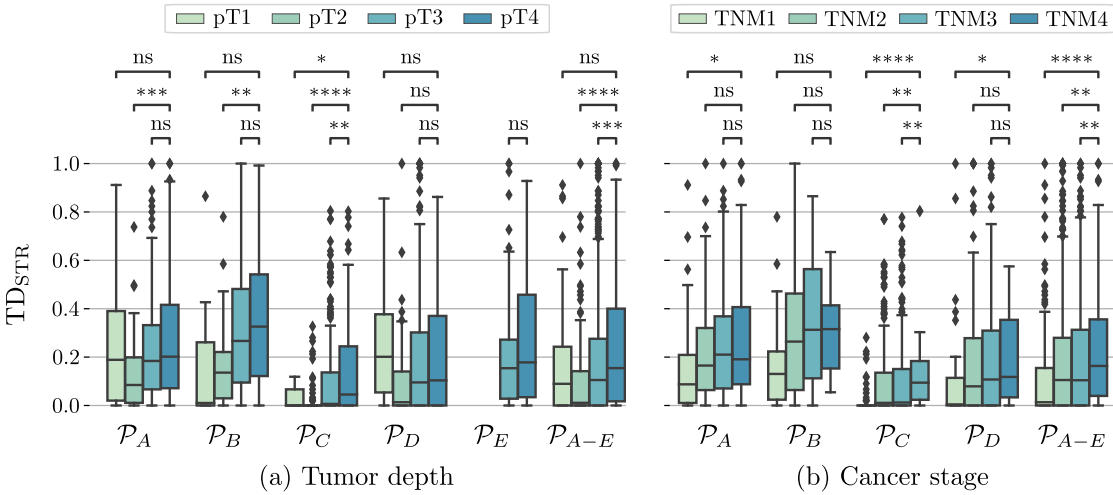 pT1 pT2 pT3 pT4 TNM1 TNM2 TNM3 TNM4
ns ns * ns ns * ns **** * ****
*** ** **** ns **** ns ns ** ns **
ns ns ** ns ns *** ns ns ** ns **
1.0
0.8
0.6
0.4
0.2
0.0
TD_STR
P_A P_B P_C P_D P_E P_{A−E} P_A P_B P_C P_D P_{A−E}
(a) Tumor depth (b) Cancer stage